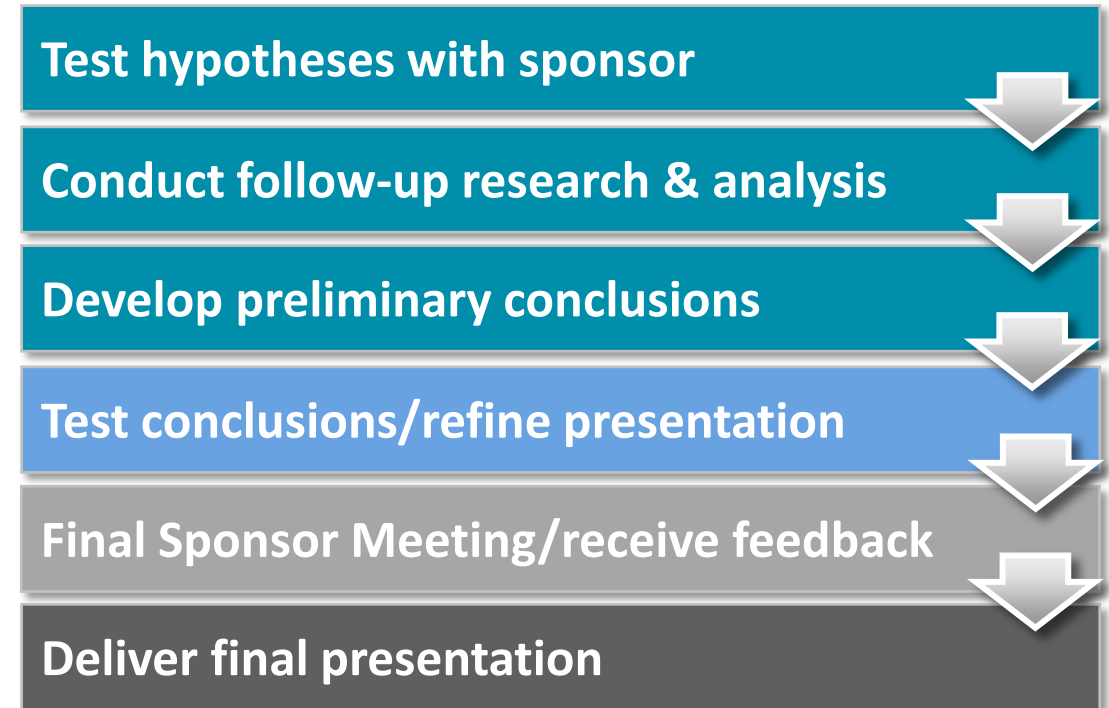 Test hypotheses with sponsor
Conduct follow-up research & analysis
Develop preliminary conclusions
Test conclusions/refine presentation
Final Sponsor Meeting/receive feedback
Deliver final presentation